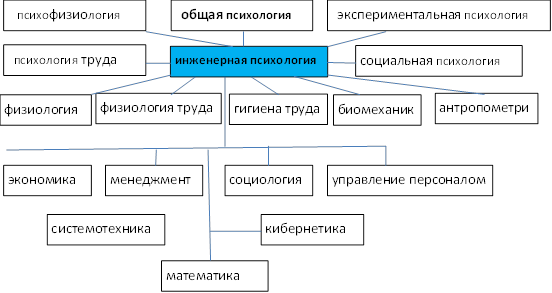 психофизиология
общая психология
экспериментальная психология
психология труда
инженерная психология
социальная психология
физиология
физиология труда
гигиена труда
биомеханик
антропометри
экономика
менеджмент
социология
управление персоналом
системотехника
кибернетика
математика